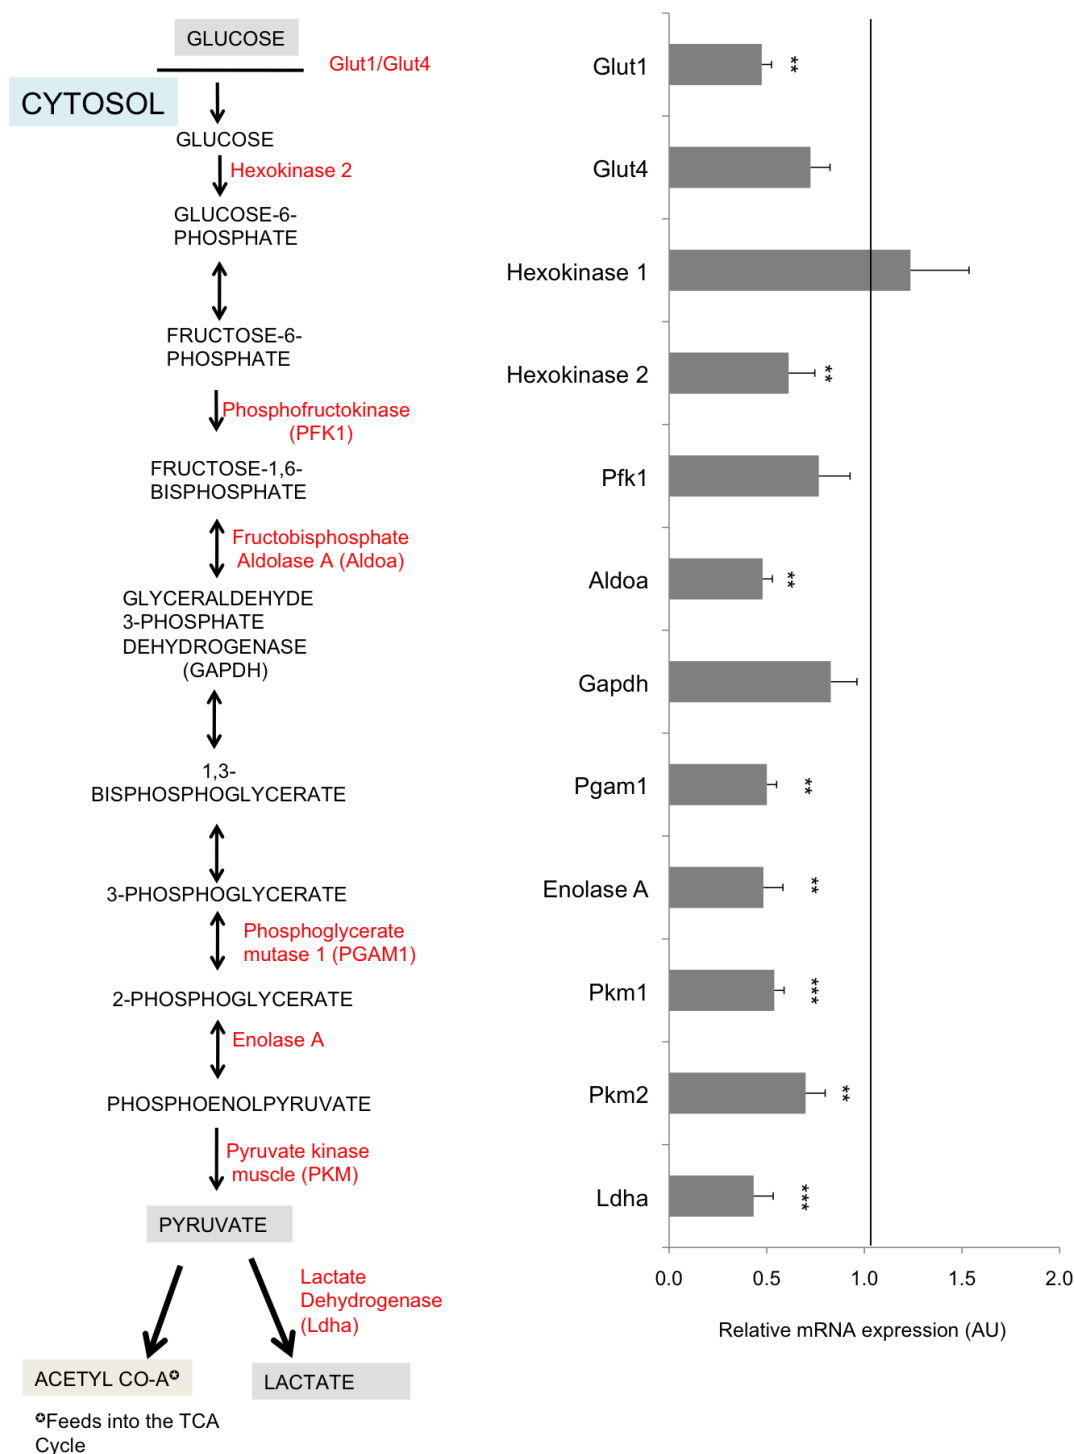 GLUCOSE
Glut1/Glut4
CYTOSOL
GLUCOSE
Hexokinase 2
GLUCOSE-6-
PHOSPHATE
FRUCTOSE-6-
PHOSPHATE
Phosphofructokinase
(PFK1)
FRUCTOSE-1,6-
BISPHOSPHATE
Fructobisphosphate
Aldolase A (Aldoa)
GLYCERALDEHYDE
3-PHOSPHATE
DEHYDROGENASE
(GAPDH)
1,3-
BISPHOSPHOGLYCERATE
3-PHOSPHOGLYCERATE
Phosphoglycerate
mutase 1 (PGAM1)
2-PHOSPHOGLYCERATE
Enolase A
PHOSPHOENOLPYRUVATE
Pyruvate kinase
muscle (PKM)
PYRUVATE
Lactate
Dehydrogenase
(Ldha)
ACETYL CO-A✪
LACTATE
✪Feeds into the TCA
Cycle
Glut1
**
Glut4
Hexokinase 1
Hexokinase 2
**
Pfk1
Aldoa
**
Gapdh
Pgam1
**
Enolase A
**
Pkm1
***
Pkm2
**
Ldha
***
0.0 0.5 1.0 1.5 2.0
Relative mRNA expression (AU)